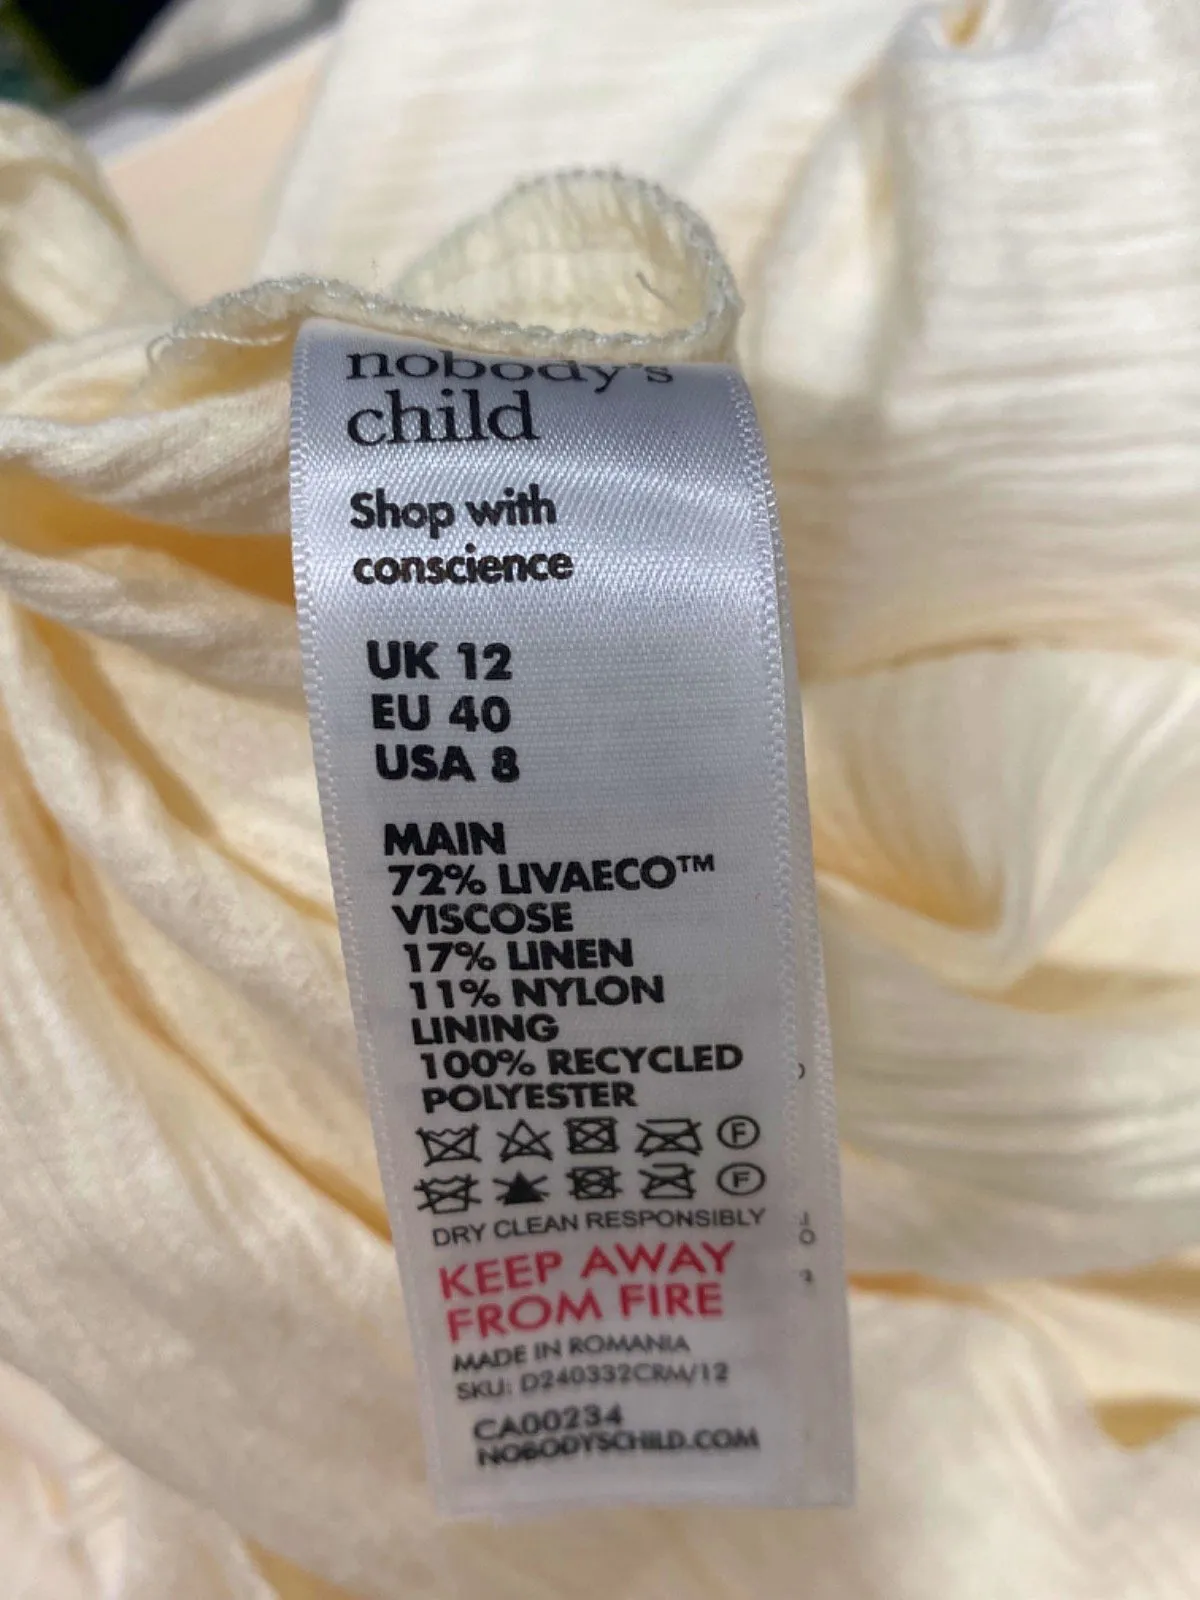 nobody's
child
Shop with
conscience
UK 12
EU 40
USA 8
MAIN
72% LIVAECO™
VISCOSE
17% LINEN
11% NYLON
LINING
100% RECYCLED
POLYESTER
F
F
DRY CLEAN RESPONSIBLY
KEEP AWAY
FROM FIRE
MADE IN ROMANIA
SKU: D240332CRM/12
CA00234
NOBODYSCHILD.COM